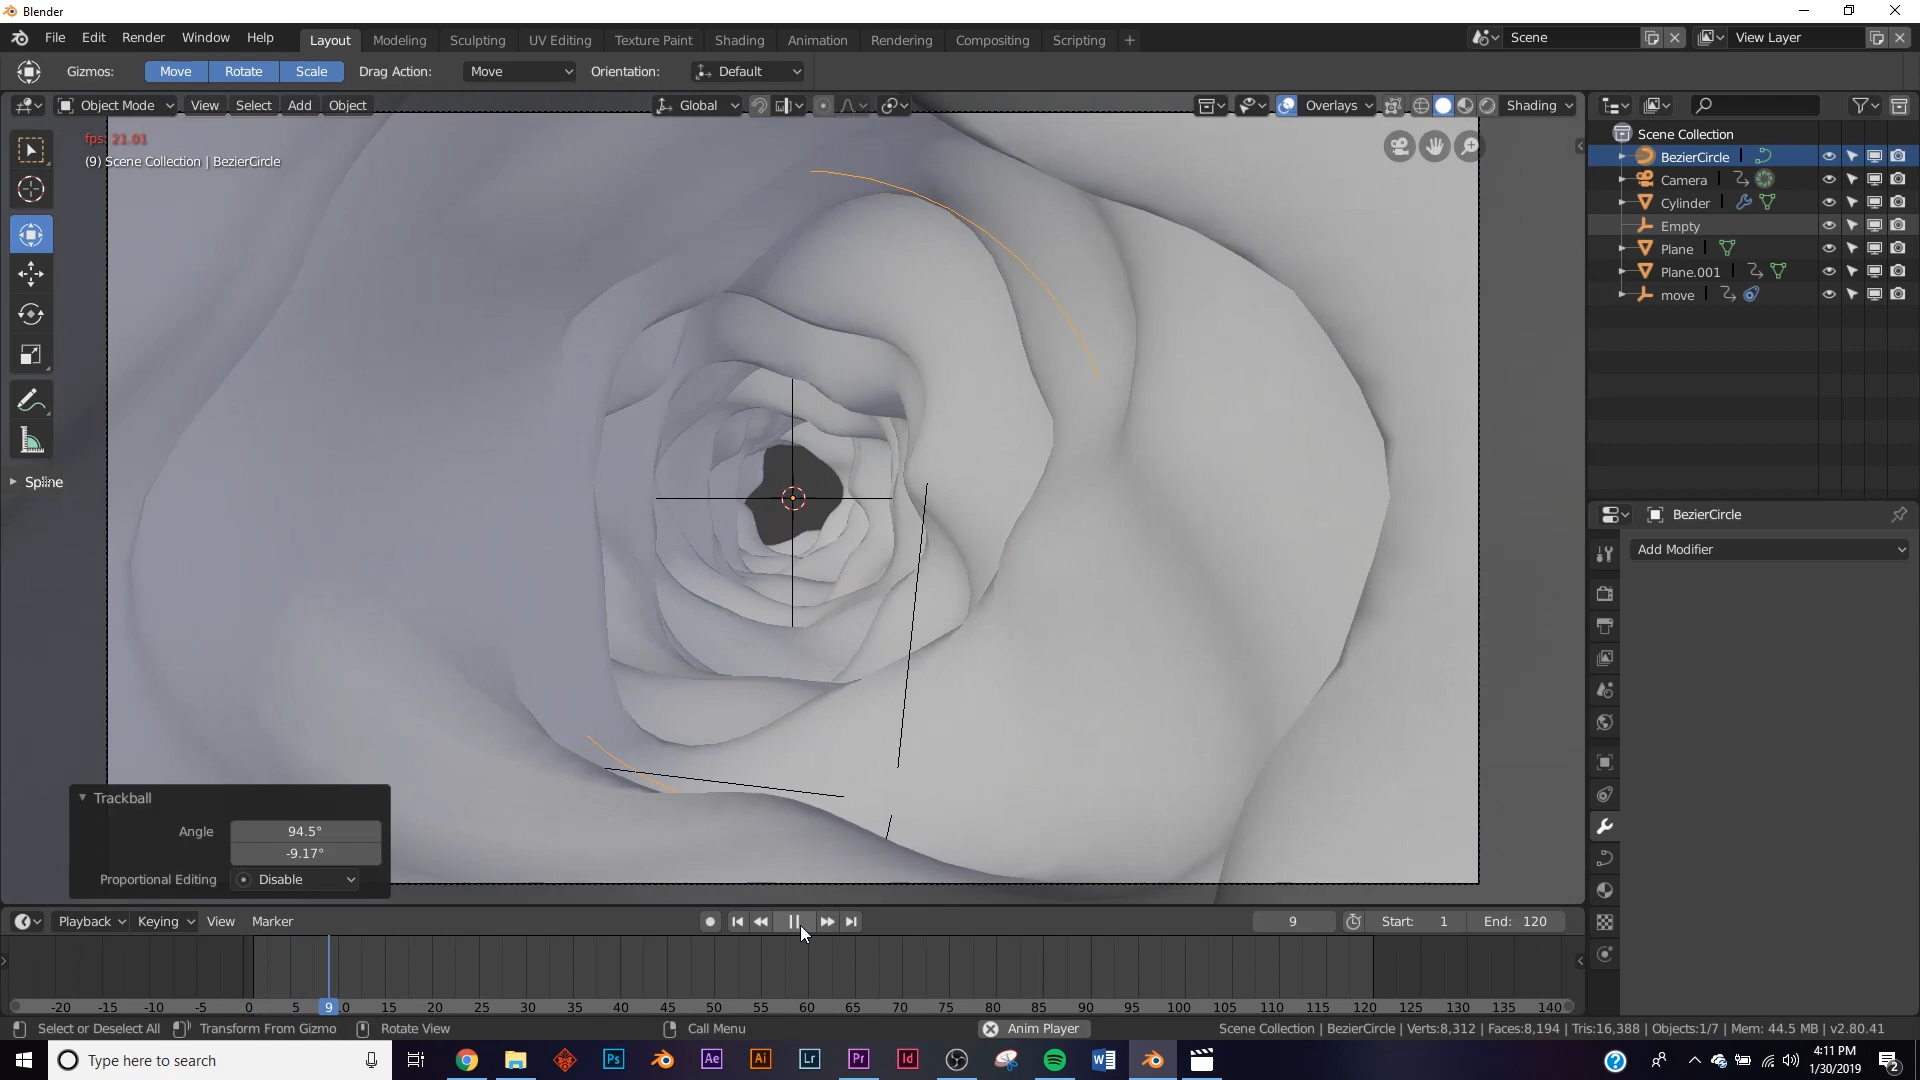 Blender
File Edit Render Window Help Layout Modeling Sculpting UV Editing Texture Paint Shading Animation Rendering Compositing Scripting + Scene View Layer
Gizmos: Move Rotate Scale Drag Action: Move Orientation: Default
Object Mode View Select Add Object Global Overlays Shading
fps: 21.01
(9) Scene Collection | BezierCircle
Scene Collection
BezierCircle
Camera
Cylinder
Empty
Plane
Plane.001
move
Spline
BezierCircle
Add Modifier
Trackball
Angle 94.5°
-9.17°
Proportional Editing Disable
Playback Keying View Marker 9 Start: 1 End: 120
-20 -15 -10 -5 0 5 9 0 15 20 25 30 35 40 45 50 55 60 65 70 75 80 85 90 95 100 105 110 115 120 125 130 135 140
Select or Deselect All Transform From Gizmo Rotate View Call Menu Anim Player Scene Collection | BezierCircle | Verts:8,312 | Faces:8,194 | Tris:16,388 | Objects:1/7 | Mem: 44.5 MB | v2.80.41
Type here to search Ps Ae Ai Lr Pr Id W ? 4:11 PM
1/30/2019 2